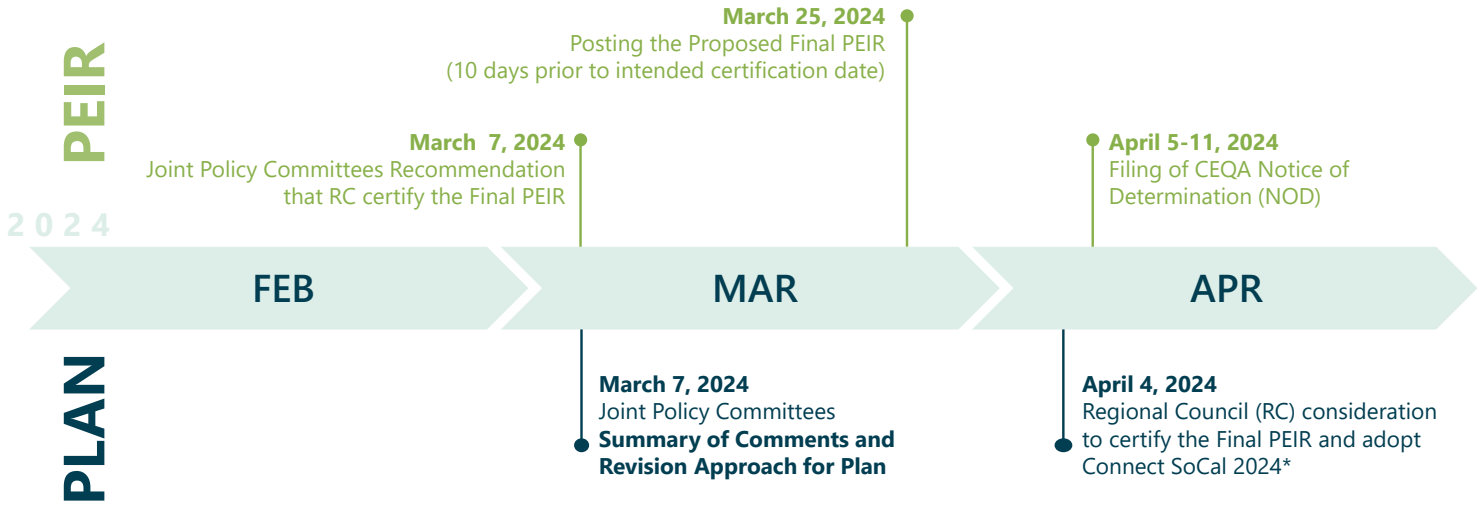 PEIR
March 25, 2024
Posting the Proposed Final PEIR
(10 days prior to intended certification date)
March 7, 2024
Joint Policy Committees Recommendation
that RC certify the Final PEIR
April 5-11, 2024
Filing of CEQA Notice of
Determination (NOD)
2024
FEB
MAR
APR
PLAN
March 7, 2024
Joint Policy Committees
Summary of Comments and
Revision Approach for Plan
April 4, 2024
Regional Council (RC) consideration
to certify the Final PEIR and adopt
Connect SoCal 2024*